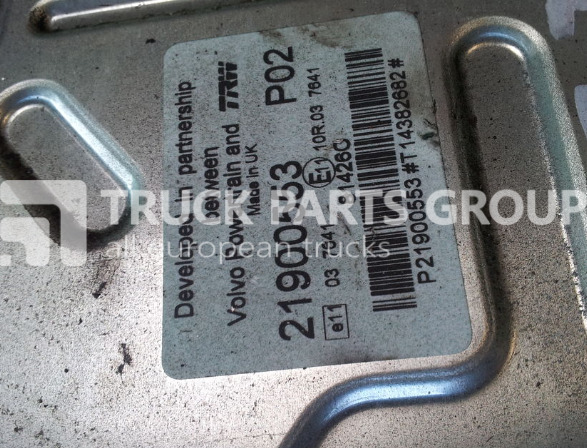 Developed in partnership
between
Volvo Powertrain and TRW
Made in UK
21900553 P02
e11 03 7641 E11 10R.03 7641
P21900553 #T14382682#
TRUCK PARTS GROUP
all european trucks